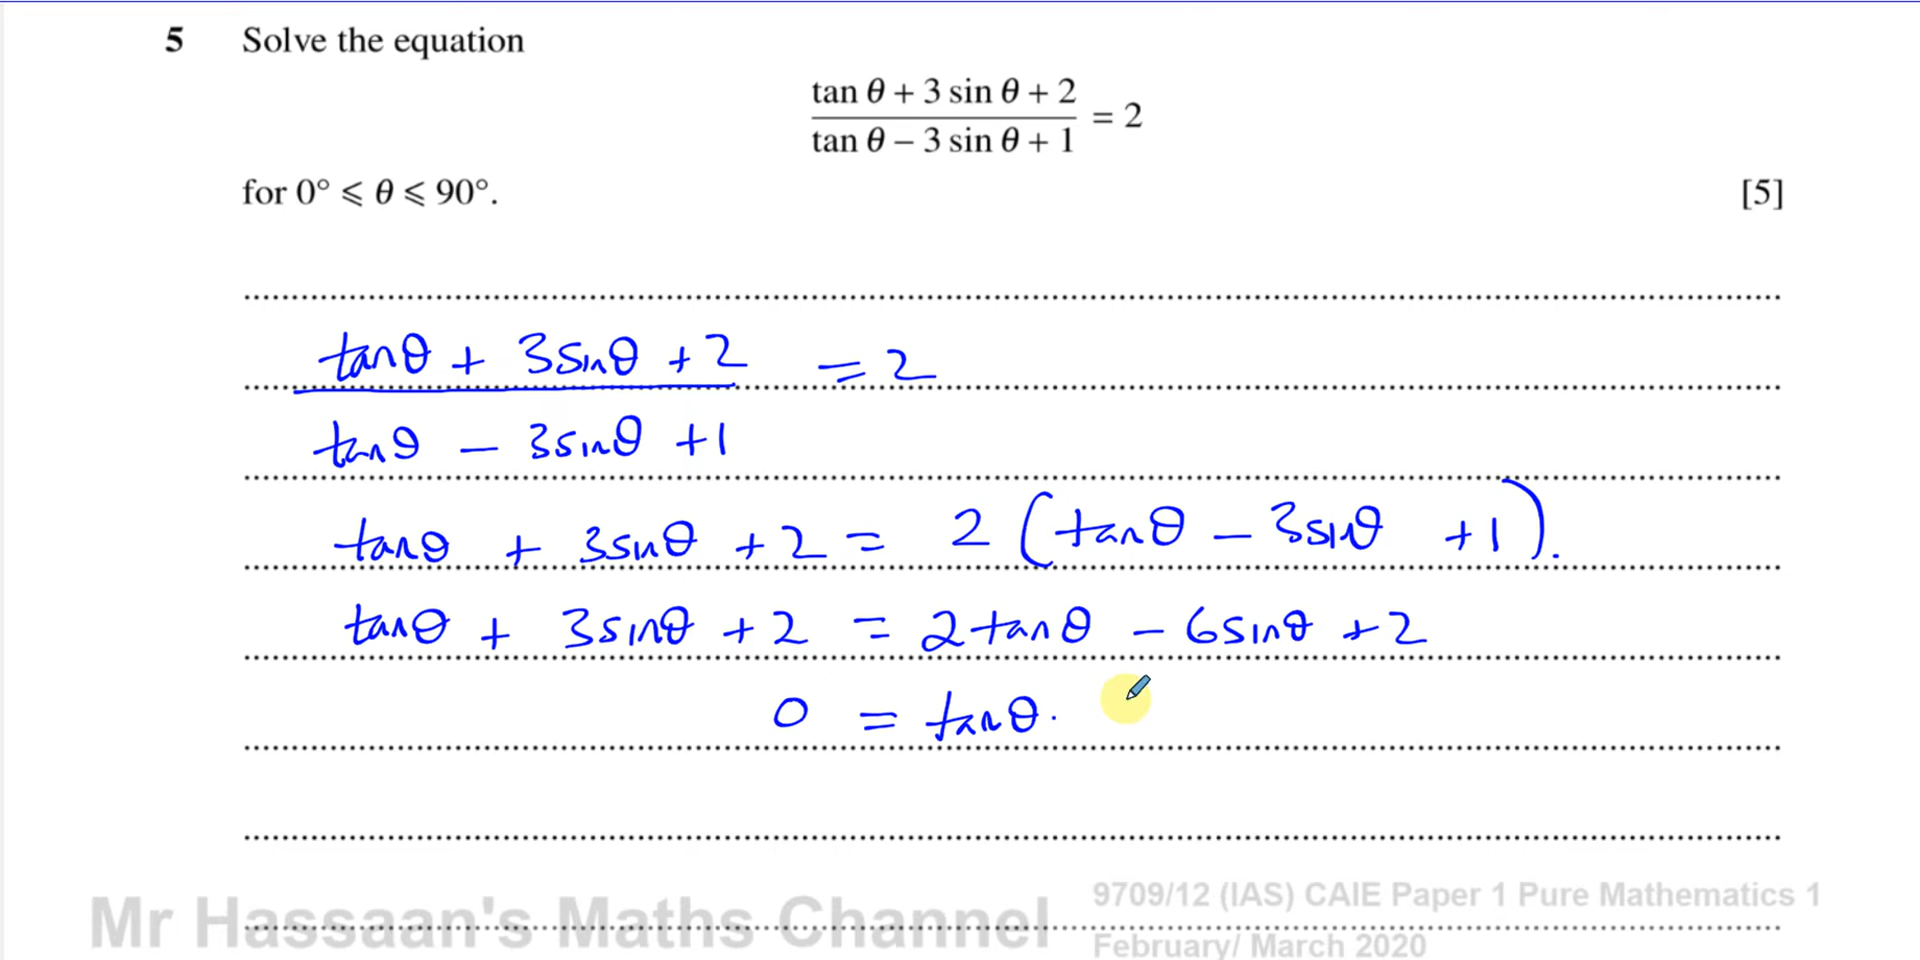 5 Solve the equation
tan θ + 3 sin θ + 2
tan θ − 3 sin θ + 1
= 2
for 0° ⩽ θ ⩽ 90°. [5]
tanθ + 3sinθ + 2 = 2
tanθ − 3sinθ + 1
tanθ + 3sinθ + 2 = 2 (tanθ − 3sinθ + 1).
tanθ + 3sinθ + 2 = 2tanθ − 6sinθ + 2
0 = tanθ.
Mr Hassaan's Maths Channel
9709/12 (IAS) CAIE Paper 1 Pure Mathematics 1
February/ March 2020